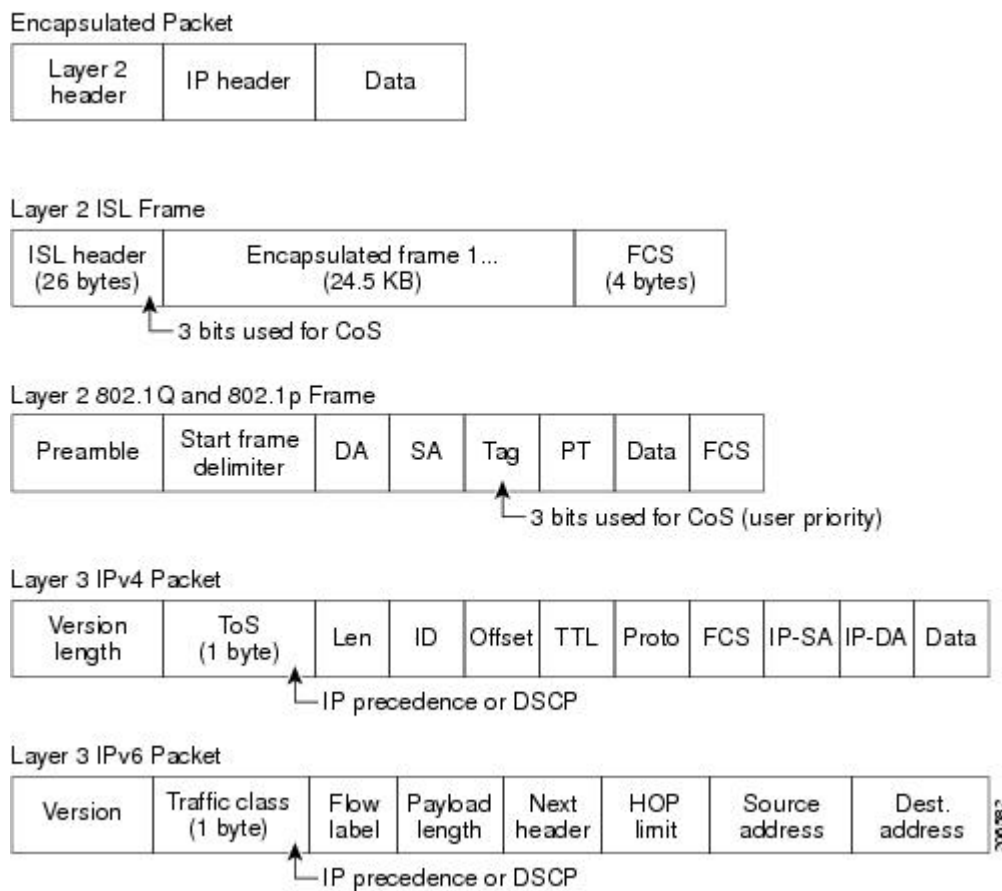 Encapsulated Packet
Layer 2
header
IP header
Data
Layer 2 ISL Frame
ISL header
(26 bytes)
Encapsulated frame 1...
(24.5 KB)
FCS
(4 bytes)
3 bits used for CoS
Layer 2 802.1Q and 802.1p Frame
Preamble
Start frame
delimiter
DA
SA
Tag
PT
Data
FCS
3 bits used for CoS (user priority)
Layer 3 IPv4 Packet
Version
length
ToS
(1 byte)
Len
ID
Offset
TTL
Proto
FCS
IP-SA
IP-DA
Data
IP precedence or DSCP
Layer 3 IPv6 Packet
Version
Traffic class
(1 byte)
Flow
label
Payload
length
Next
header
HOP
limit
Source
address
Dest.
address
IP precedence or DSCP